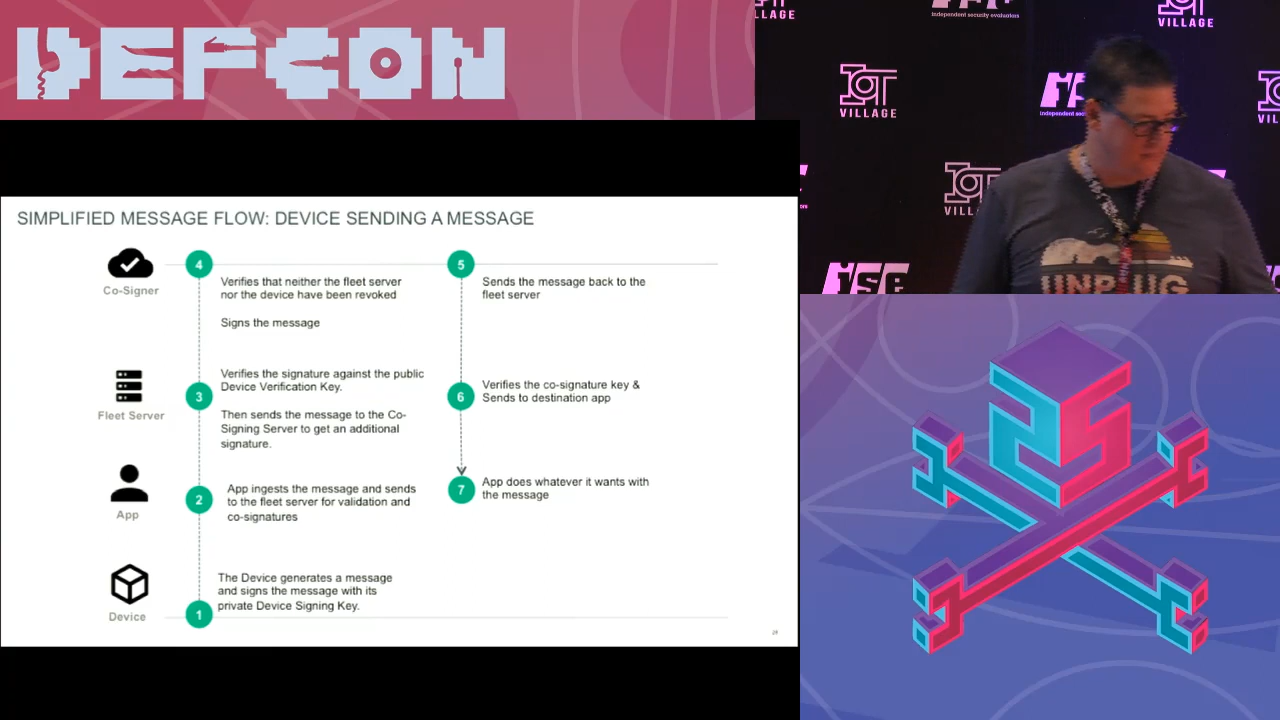 DEFCON
SIMPLIFIED MESSAGE FLOW: DEVICE SENDING A MESSAGE
Co-Signer
4
Verifies that neither the fleet server
nor the device have been revoked
Signs the message
5
Sends the message back to the
fleet server
Fleet Server
3
Verifies the signature against the public
Device Verification Key.
Then sends the message to the Co-
Signing Server to get an additional
signature.
6
Verifies the co-signature key &
Sends to destination app
App
2
App ingests the message and sends
to the fleet server for validation and
co-signatures
7
App does whatever it wants with
the message
Device
1
The Device generates a message
and signs the message with its
private Device Signing Key.
independent security evaluators
VILLAGE
IOT
VILLAGE
IOT
ise
UNPLUG